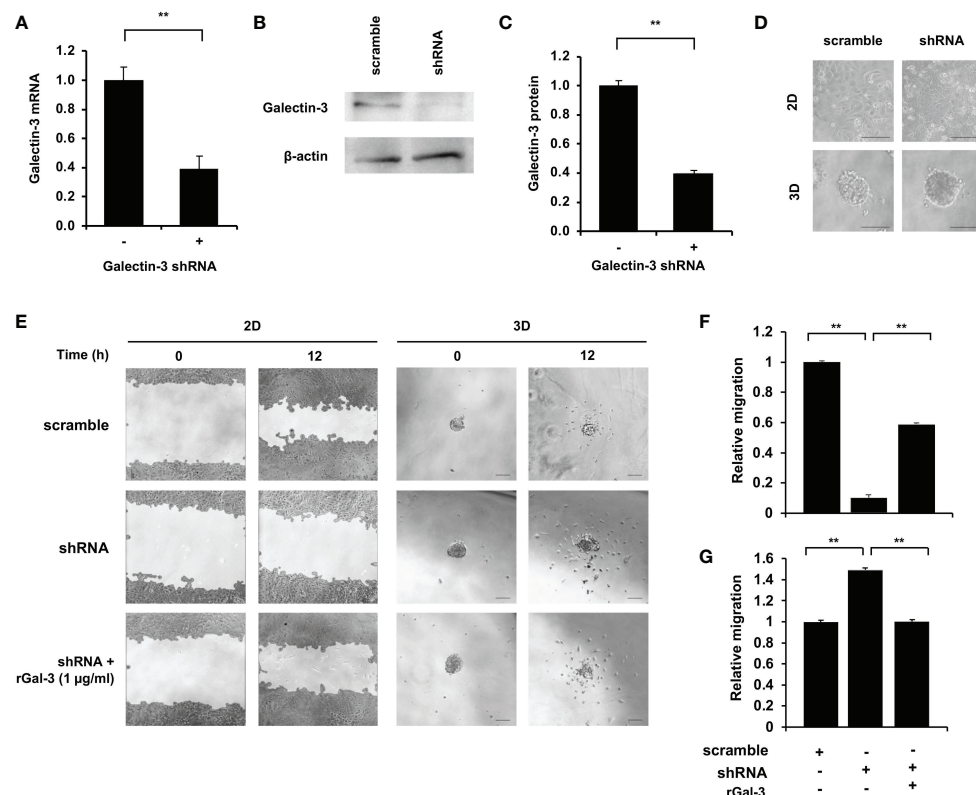 A
**
1.2
1.0
0.8
0.6
0.4
0.2
0.0
Galectin-3 mRNA
- +
Galectin-3 shRNA
B
scramble shRNA
Galectin-3
β-actin
C
**
1.2
1.0
0.8
0.6
0.4
0.2
0.0
Galectin-3 protein
- +
Galectin-3 shRNA
D
scramble shRNA
2D
3D
E
2D 3D
Time (h) 0 12 0 12
scramble
shRNA
shRNA +
rGal-3 (1 µg/ml)
F
** **
1.2
1
0.8
0.6
0.4
0.2
0
Relative migration
G
** **
1.6
1.4
1.2
1
0.8
0.6
0.4
0.2
0
Relative migration
scramble + - -
shRNA - + +
rGal-3 - - +